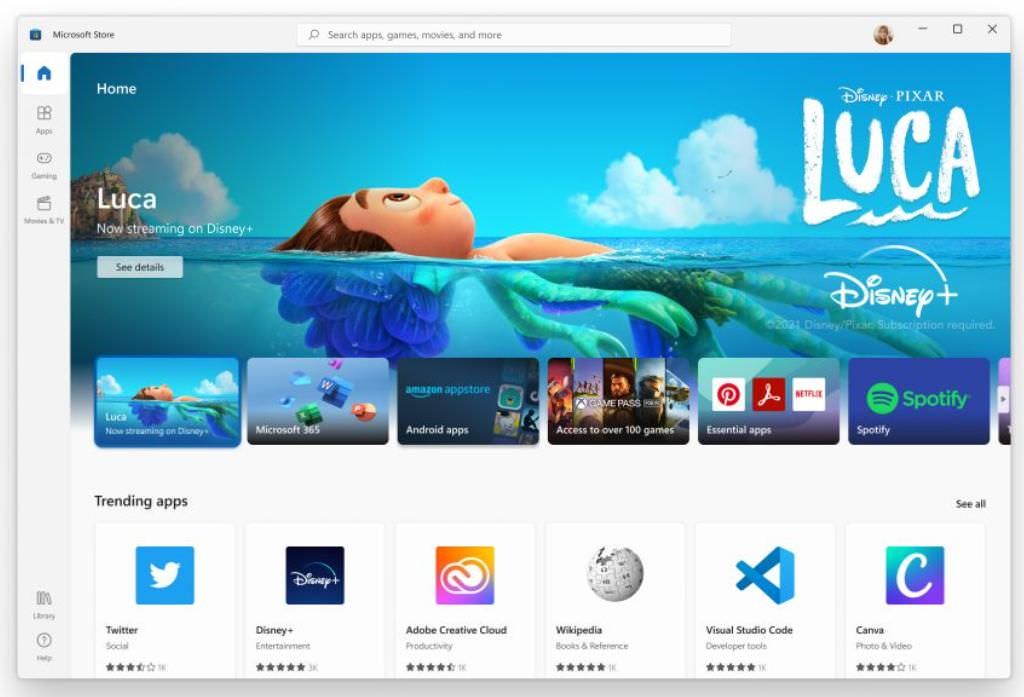 Microsoft Store
Search apps, games, movies, and more
Home
Apps
Gaming
Movies & TV
Library
Help
Luca
Now streaming on Disney+
See details
Disney · PIXAR
LUCA
Disney+
©2021 Disney/Pixar. Subscription required.
Luca
Now streaming on Disney+
W
Microsoft 365
amazon appstore
Android apps
GAME PASS
Access to over 100 games
NETFLIX
Essential apps
Spotify
Spotify
Trending apps
See all
Disney+
C
Twitter
Social
1K
Disney+
Entertainment
3K
Adobe Creative Cloud
Productivity
1K
Wikipedia
Books & Reference
1K
Visual Studio Code
Developer tools
1K
Canva
Photo & Video
1K